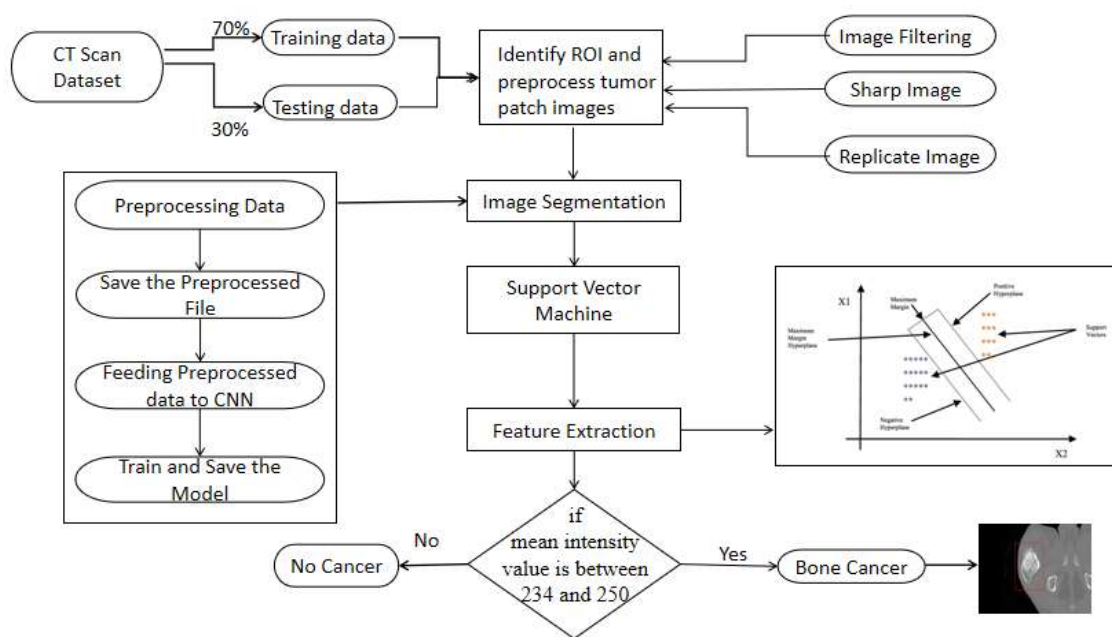 70%
Training data
CT Scan
Dataset
Testing data
30%
Identify ROI and
preprocess tumor
patch images
Image Filtering
Sharp Image
Replicate Image
Preprocessing Data
Save the Preprocessed
File
Feeding Preprocessed
data to CNN
Train and Save the
Model
Image Segmentation
Support Vector
Machine
Feature Extraction
X1
Maximum
Margin
Positive
Hyperplane
Maximum
Margin
Hyperplane
Support
Vectors
Negative
Hyperplane
X2
if
mean intensity
value is between
234 and 250
No
No Cancer
Yes
Bone Cancer